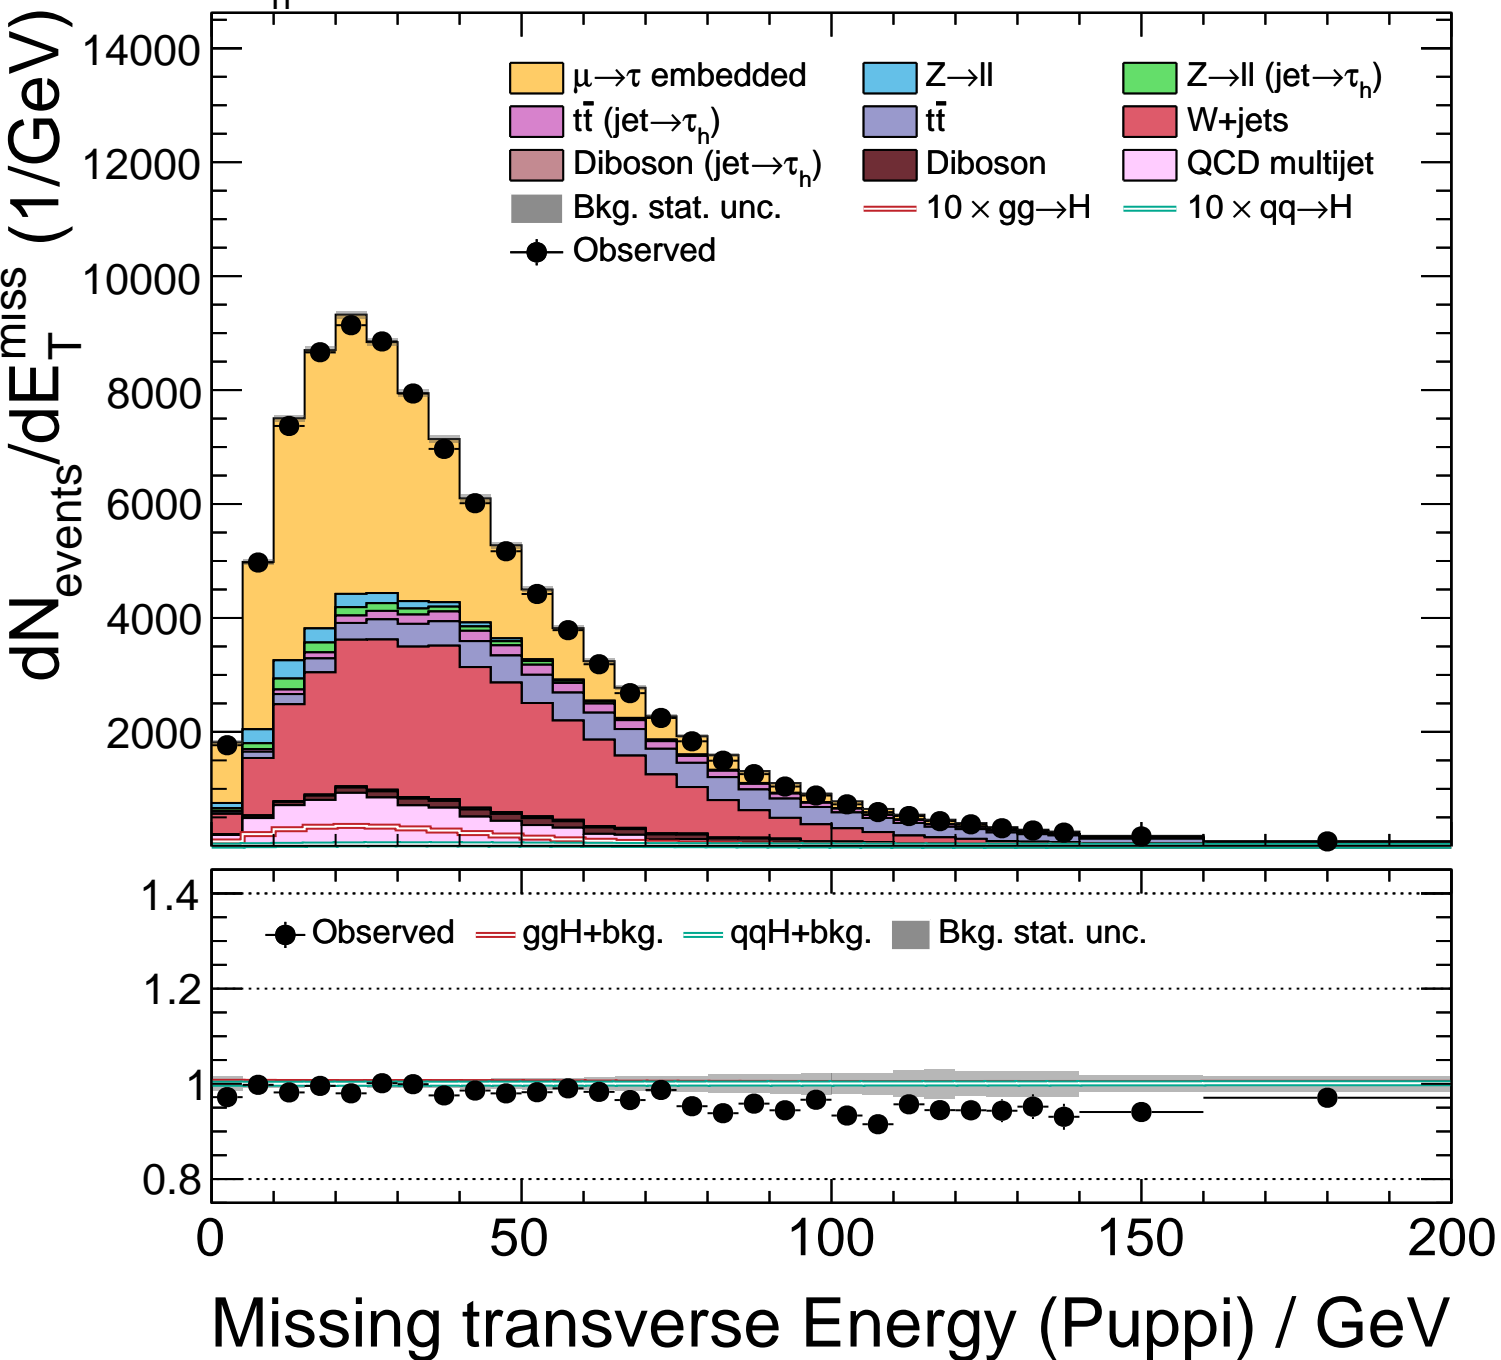 dN_events/dE_T^miss (1/GeV)
14000
12000
10000
8000
6000
4000
2000
μ→τ embedded Z→ll Z→ll (jet→τ_h)
tt̄ (jet→τ_h) tt̄ W+jets
Diboson (jet→τ_h) Diboson QCD multijet
Bkg. stat. unc. 10 × gg→H 10 × qq→H
Observed
1.4
Observed ggH+bkg. qqH+bkg. Bkg. stat. unc.
1.2
1
0.8
0 50 100 150 200
Missing transverse Energy (Puppi) / GeV